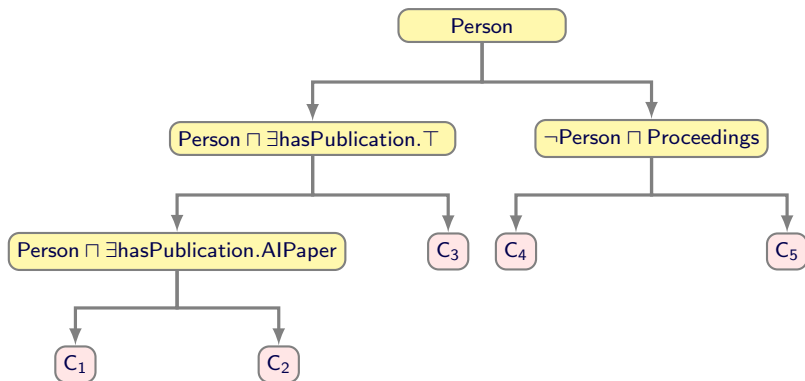 Person
Person ⊓ ∃hasPublication.⊤
¬Person ⊓ Proceedings
Person ⊓ ∃hasPublication.AIPaper
C₃
C₄
C₅
C₁
C₂